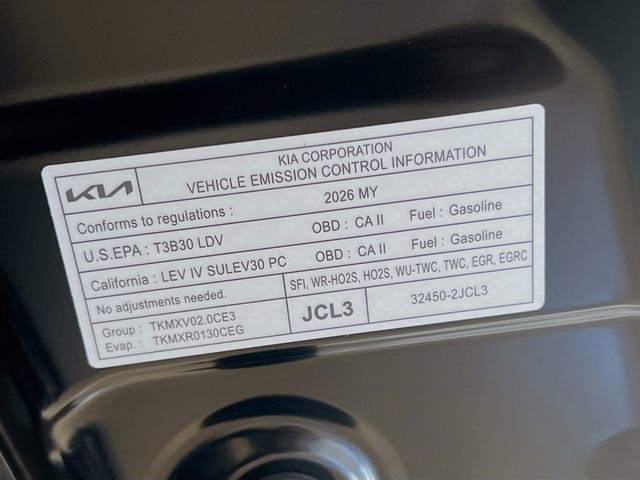 KIA
KIA CORPORATION
VEHICLE EMISSION CONTROL INFORMATION
Conforms to regulations : 2026 MY
U.S.EPA : T3B30 LDV OBD : CA II Fuel : Gasoline
California : LEV IV SULEV30 PC OBD : CA II Fuel : Gasoline
No adjustments needed. SFI, WR-HO2S, HO2S, WU-TWC, TWC, EGR, EGRC
Group : TKMXV02.0CE3
Evap. : TKMXR0130CEG
JCL3
32450-2JCL3